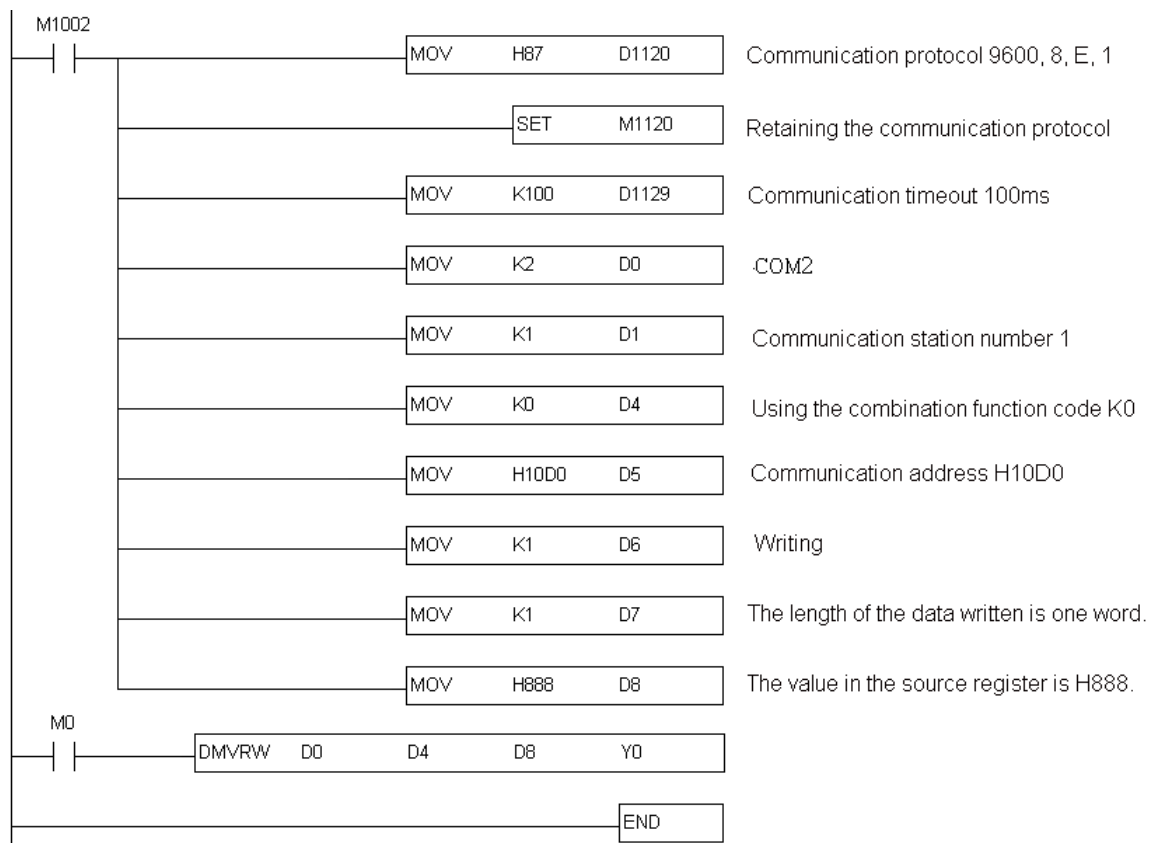 M1002
MOV H87 D1120 Communication protocol 9600, 8, E, 1
SET M1120 Retaining the communication protocol
MOV K100 D1129 Communication timeout 100ms
MOV K2 D0 COM2
MOV K1 D1 Communication station number 1
MOV K0 D4 Using the combination function code K0
MOV H10D0 D5 Communication address H10D0
MOV K1 D6 Writing
MOV K1 D7 The length of the data written is one word.
MOV H888 D8 The value in the source register is H888.
M0
DMVRW D0 D4 D8 Y0
END